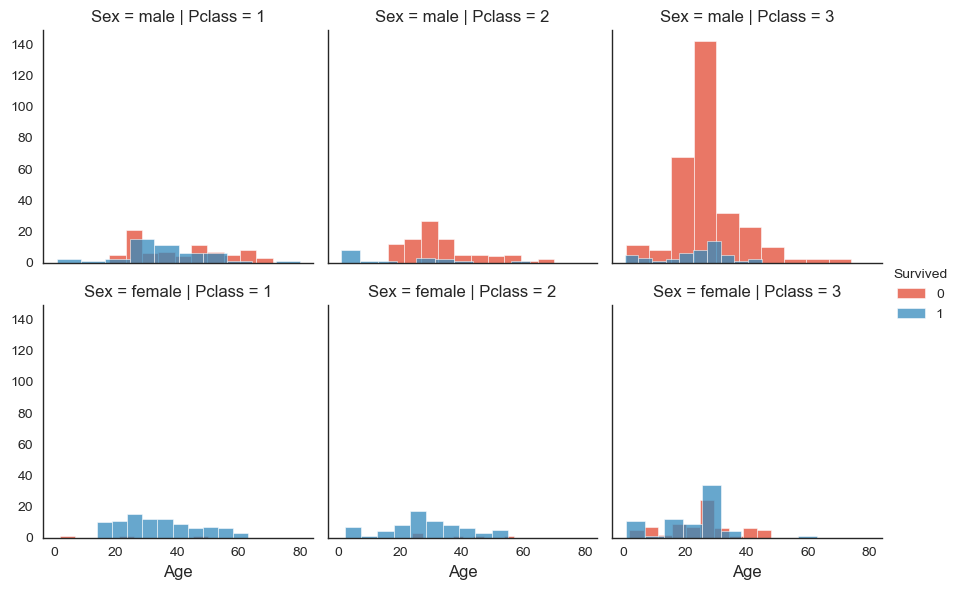 Sex = male | Pclass = 1
Sex = male | Pclass = 2
Sex = male | Pclass = 3
140
120
100
80
60
40
20
0
Sex = female | Pclass = 1
Sex = female | Pclass = 2
Sex = female | Pclass = 3
Survived
0
1
140
120
100
80
60
40
20
0
0 20 40 60 80
0 20 40 60 80
0 20 40 60 80
Age
Age
Age